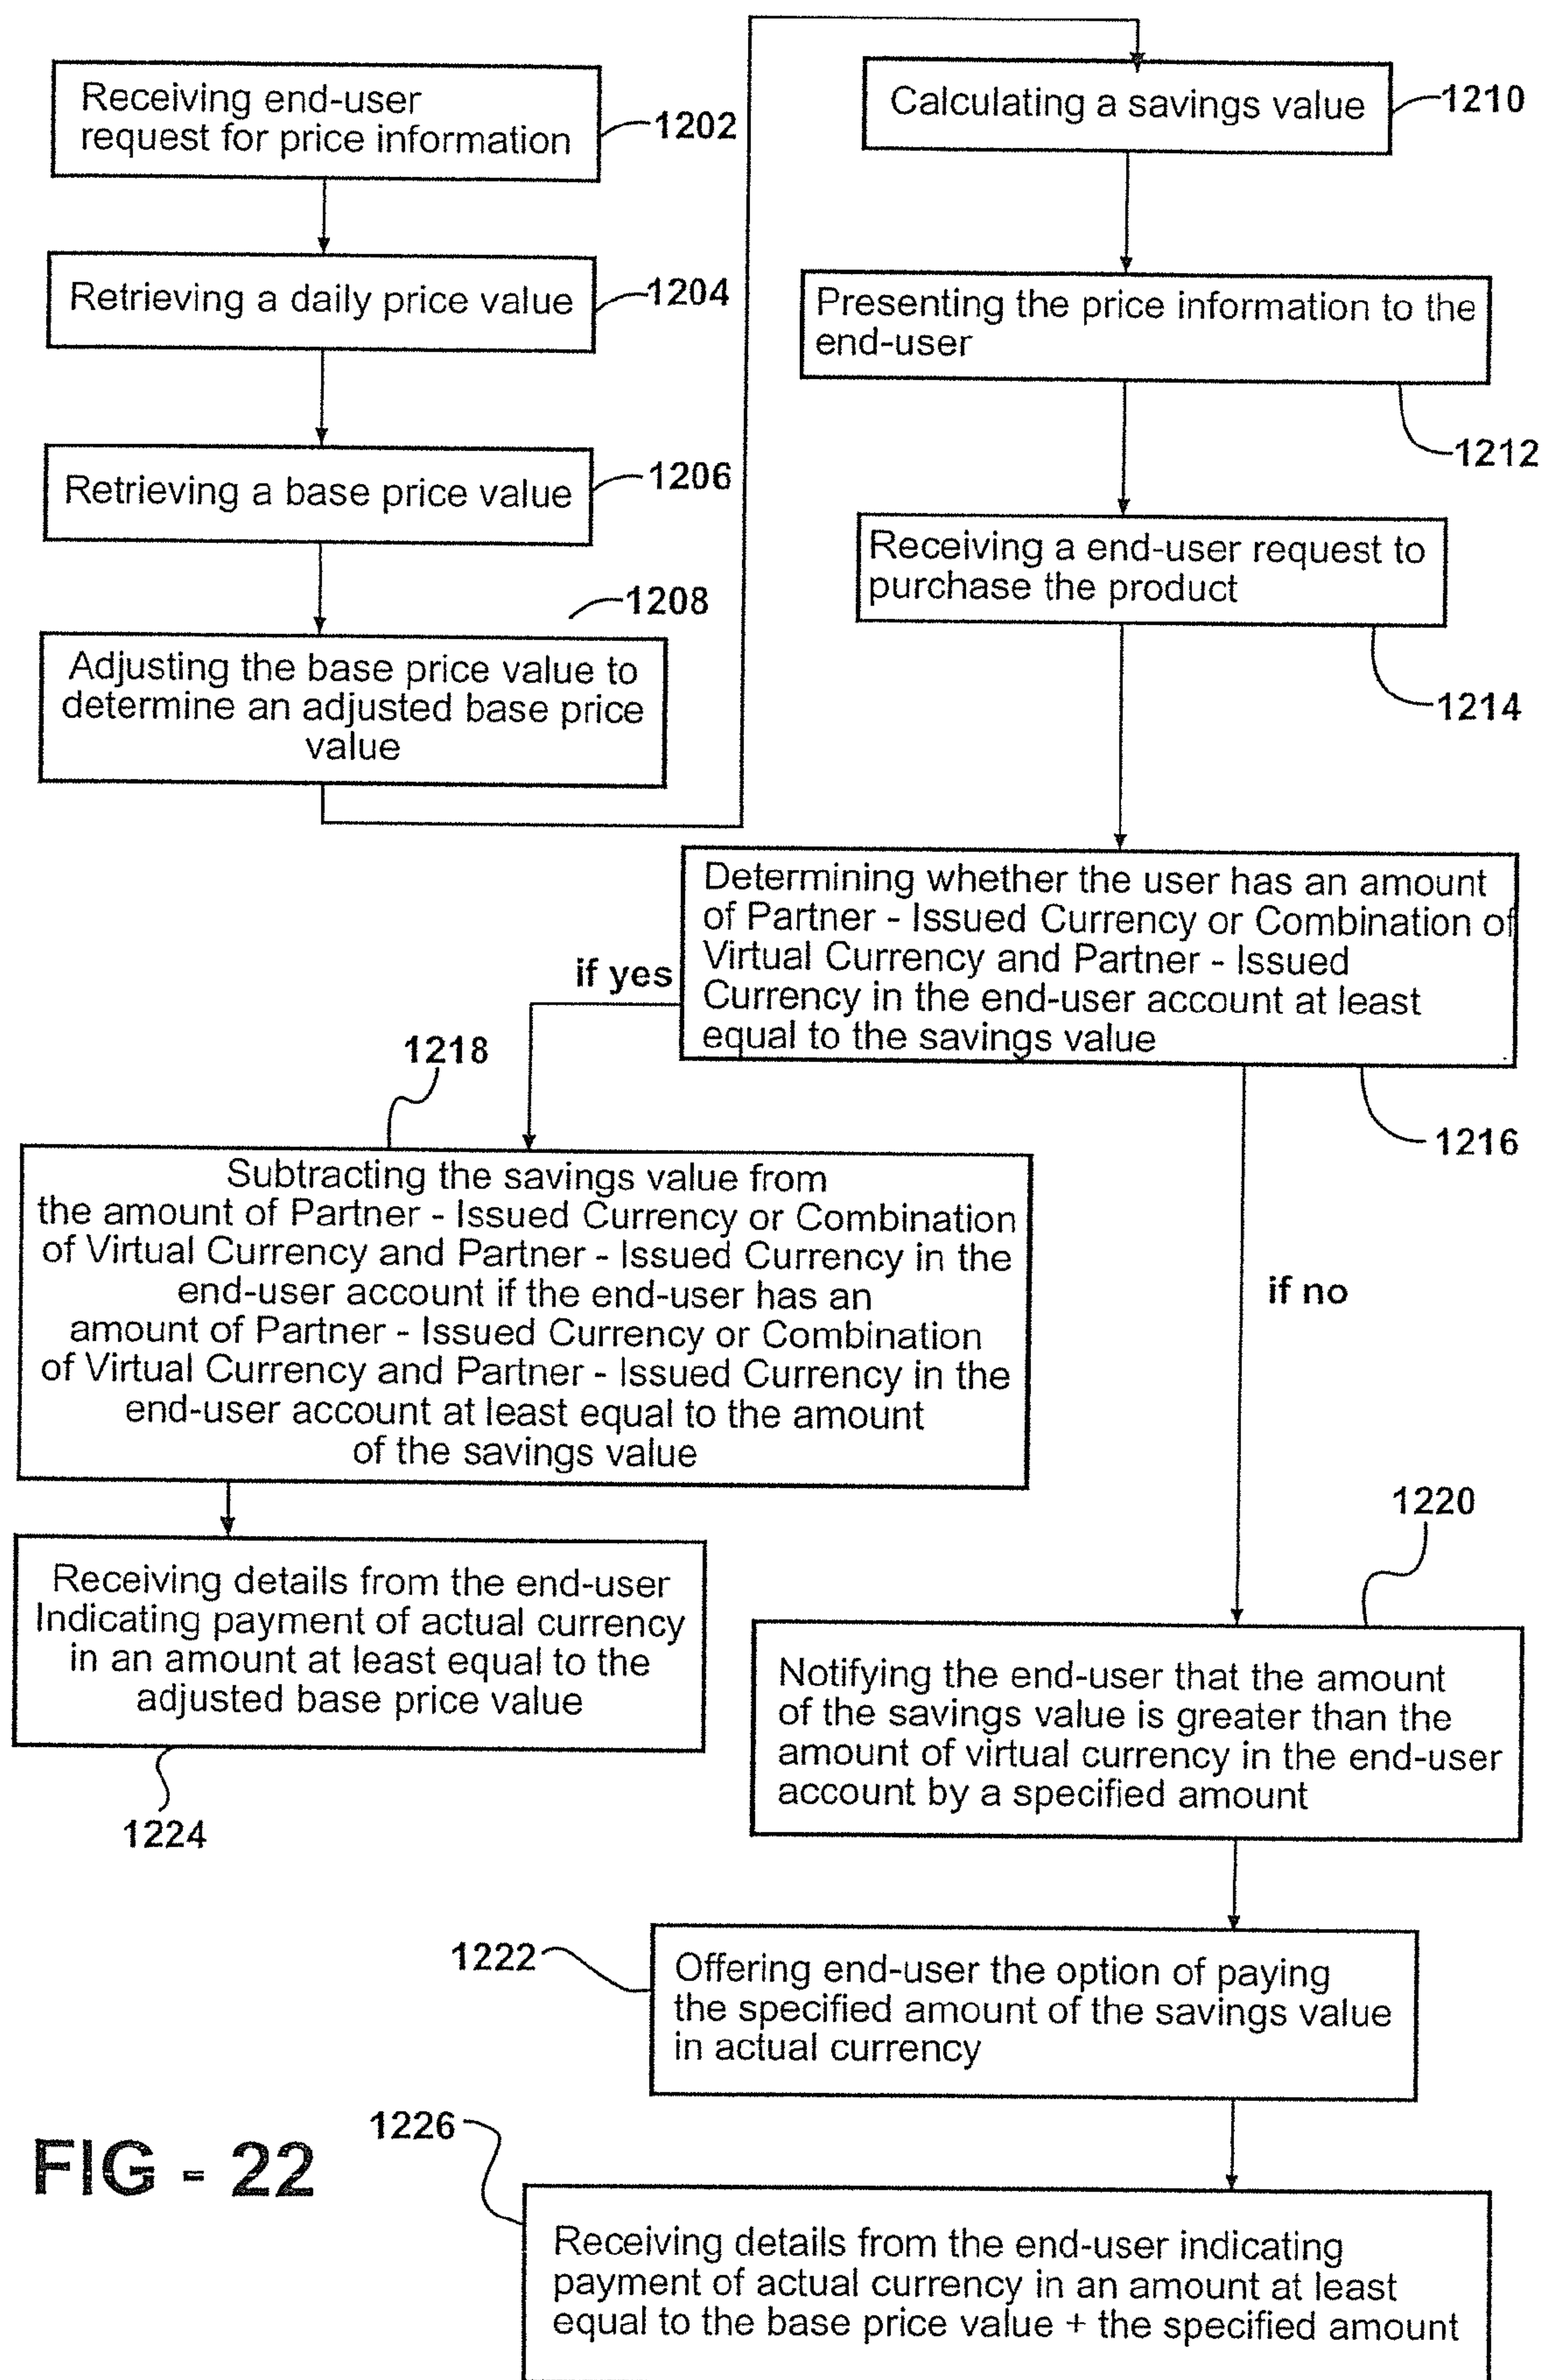 Receiving end-user
request for price information
1202
Retrieving a daily price value
1204
Retrieving a base price value
1206
1208
Adjusting the base price value to
determine an adjusted base price
value
Calculating a savings value
1210
Presenting the price information to the
end-user
1212
Receiving a end-user request to
purchase the product
1214
Determining whether the user has an amount
of Partner - Issued Currency or Combination of
Virtual Currency and Partner - Issued
Currency in the end-user account at least
equal to the savings value
1216
if yes
1218
Subtracting the savings value from
the amount of Partner - Issued Currency or Combination
of Virtual Currency and Partner - Issued Currency in the
end-user account if the end-user has an
amount of Partner - Issued Currency or Combination
of Virtual Currency and Partner - Issued Currency in the
end-user account at least equal to the amount
of the savings value
Receiving details from the end-user
Indicating payment of actual currency
in an amount at least equal to the
adjusted base price value
1224
if no
1220
Notifying the end-user that the amount
of the savings value is greater than the
amount of virtual currency in the end-user
account by a specified amount
1222
Offering end-user the option of paying
the specified amount of the savings value
in actual currency
1226
Receiving details from the end-user indicating
payment of actual currency in an amount at least
equal to the base price value + the specified amount
FIG - 22